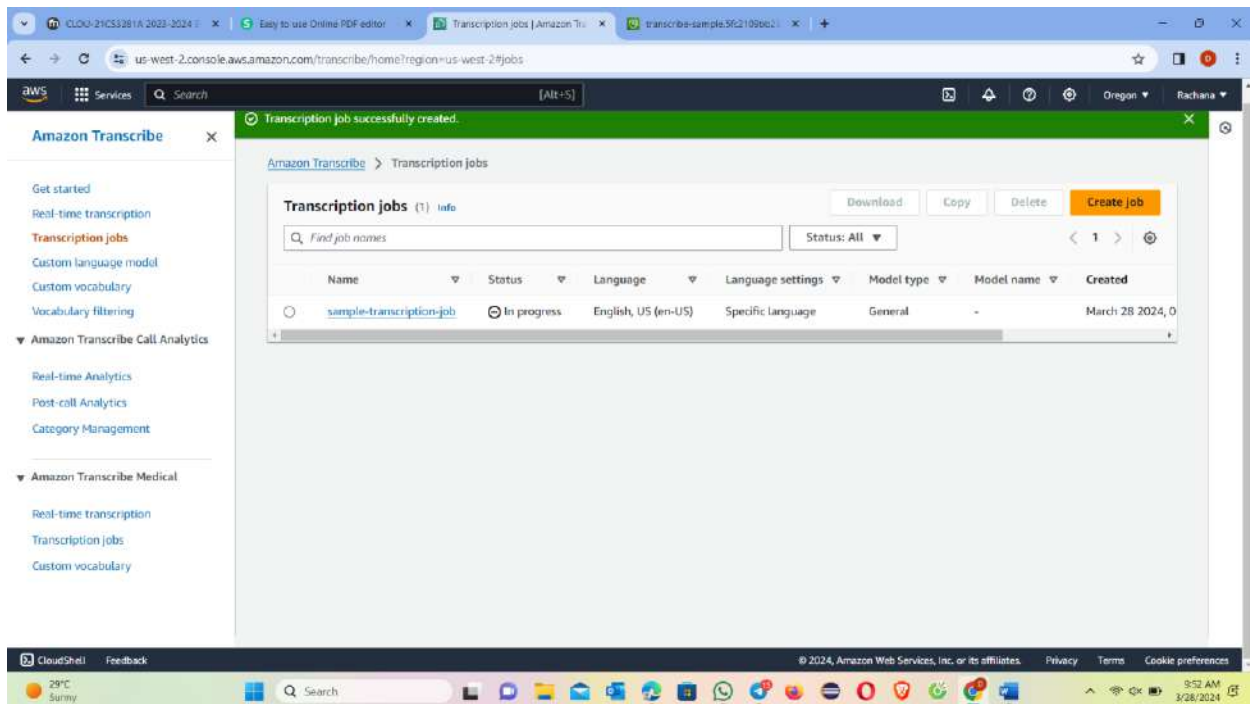 CLOU-21CS3281A 2023-2024
Easy to use Online PDF editor
Transcription jobs | Amazon Tr
transcribe-sample.5fc2109bb2
us-west-2.console.aws.amazon.com/transcribe/home?region=us-west-2#jobs
aws
Services
Search
[Alt+S]
Oregon
Rachana
Transcription job successfully created.
Amazon Transcribe
Get started
Real-time transcription
Transcription jobs
Custom language model
Custom vocabulary
Vocabulary filtering
Amazon Transcribe Call Analytics
Real-time Analytics
Post-call Analytics
Category Management
Amazon Transcribe Medical
Real-time transcription
Transcription jobs
Custom vocabulary
Amazon Transcribe > Transcription jobs
Transcription jobs (1) Info
Download Copy Delete Create job
Find job names
Status: All
< 1 >
Name Status Language Language settings Model type Model name Created
sample-transcription-job In progress English, US (en-US) Specific language General - March 28 2024, 0
CloudShell Feedback
© 2024, Amazon Web Services, Inc. or its affiliates. Privacy Terms Cookie preferences
29°C
Sunny
Search
9:52 AM
3/28/2024